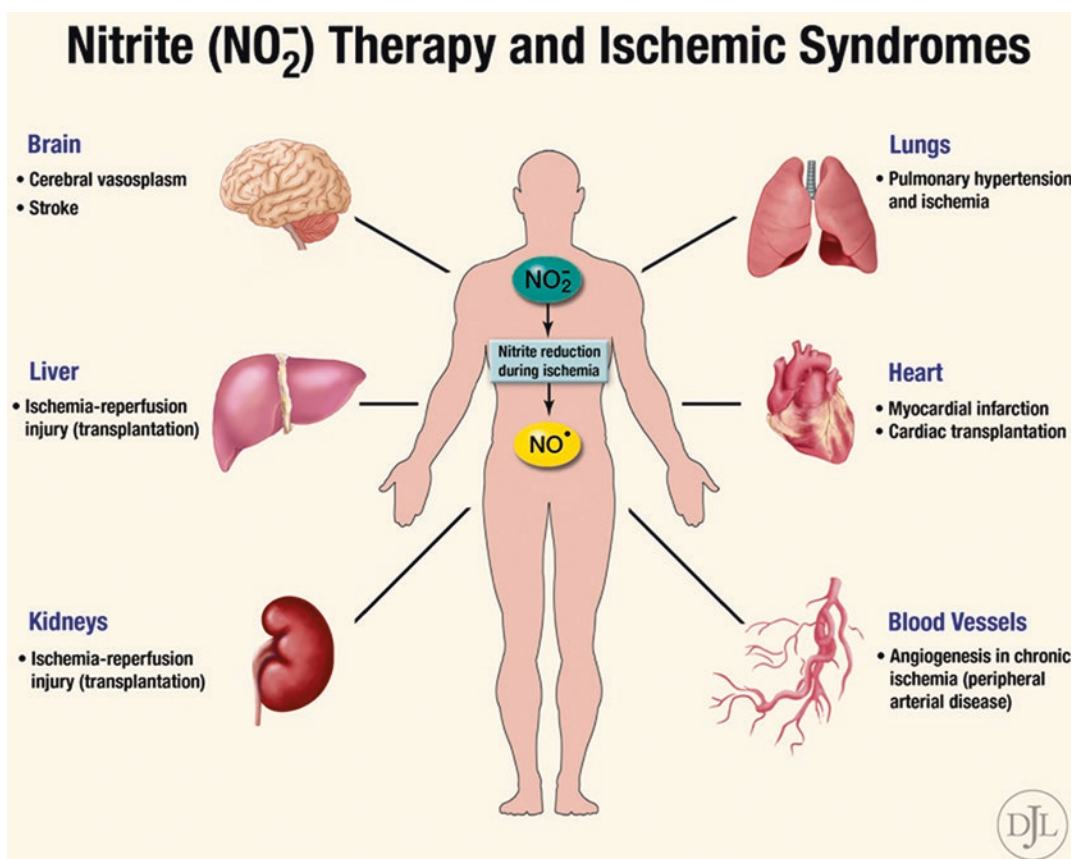 Nitrite (NO₂⁻) Therapy and Ischemic Syndromes
Brain
• Cerebral vasoplasm
• Stroke
Lungs
• Pulmonary hypertension
and ischemia
NO₂⁻
Nitrite reduction
during ischemia
NO•
Liver
• Ischemia-reperfusion
injury (transplantation)
Heart
• Myocardial infarction
• Cardiac transplantation
Kidneys
• Ischemia-reperfusion
injury (transplantation)
Blood Vessels
• Angiogenesis in chronic
ischemia (peripheral
arterial disease)
DJL